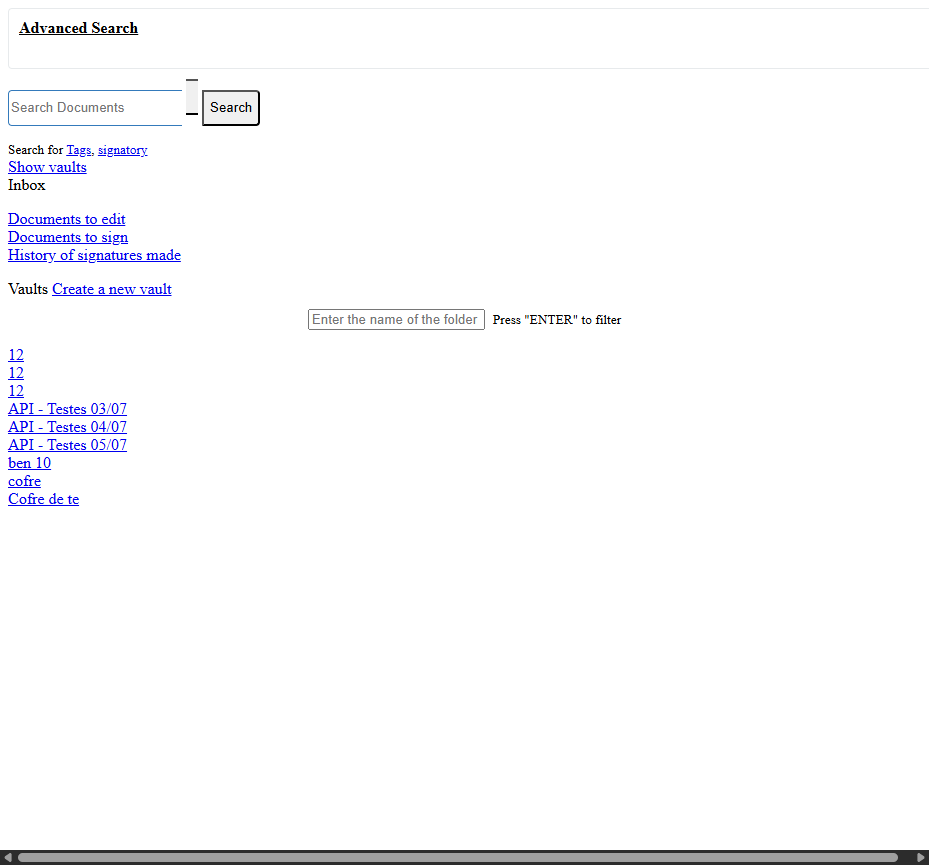 Advanced Search
Search Documents Search
Search for Tags, signatory
Show vaults
Inbox
Documents to edit
Documents to sign
History of signatures made
Vaults Create a new vault
Enter the name of the folder Press "ENTER" to filter
12
12
12
API - Testes 03/07
API - Testes 04/07
API - Testes 05/07
ben 10
cofre
Cofre de te